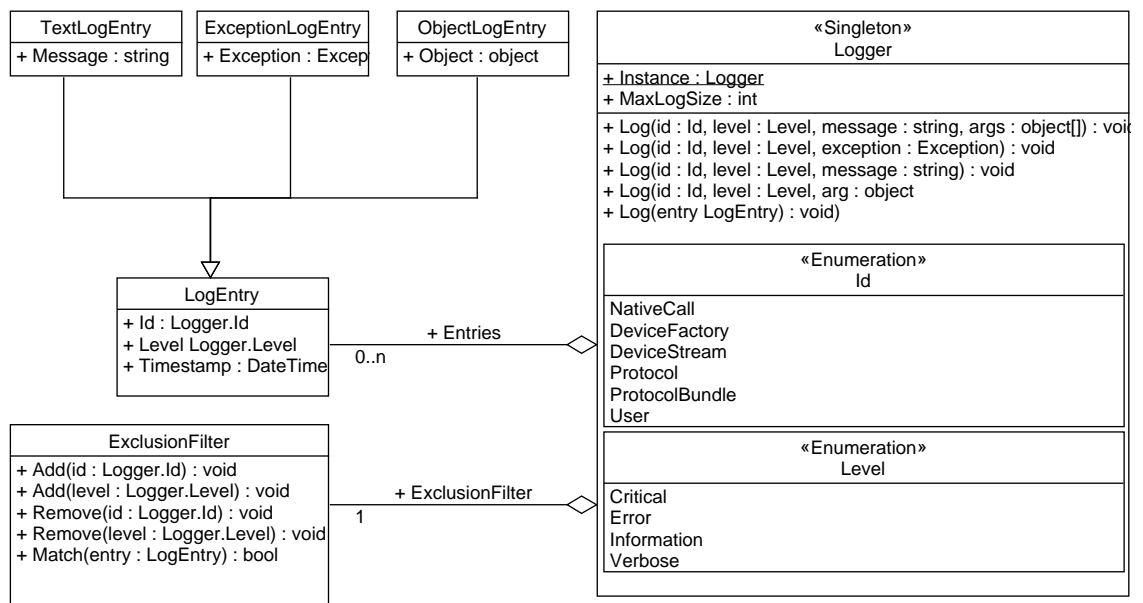 TextLogEntry
+ Message : string
ExceptionLogEntry
+ Exception : Excep
ObjectLogEntry
+ Object : object
«Singleton»
Logger
+ Instance : Logger
+ MaxLogSize : int
+ Log(id : Id, level : Level, message : string, args : object[]) : void
+ Log(id : Id, level : Level, exception : Exception) : void
+ Log(id : Id, level : Level, message : string) : void
+ Log(id : Id, level : Level, arg : object
+ Log(entry LogEntry) : void)
«Enumeration»
Id
NativeCall
DeviceFactory
DeviceStream
Protocol
ProtocolBundle
User
«Enumeration»
Level
Critical
Error
Information
Verbose
LogEntry
+ Id : Logger.Id
+ Level Logger.Level
+ Timestamp : DateTime
+ Entries
0..n
ExclusionFilter
+ Add(id : Logger.Id) : void
+ Add(level : Logger.Level) : void
+ Remove(id : Logger.Id) : void
+ Remove(level : Logger.Level) : void
+ Match(entry : LogEntry) : bool
+ ExclusionFilter
1